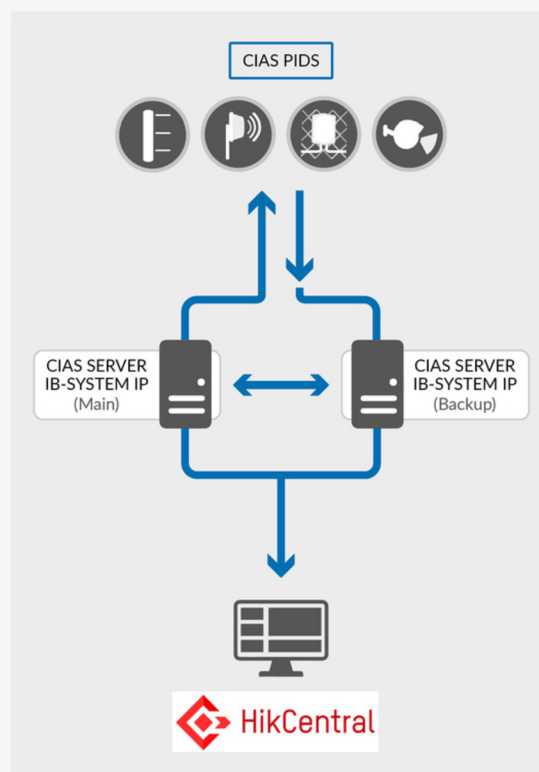 CIAS PIDS
CIAS SERVER
IB-SYSTEM IP
(Main)
CIAS SERVER
IB-SYSTEM IP
(Backup)
HikCentral